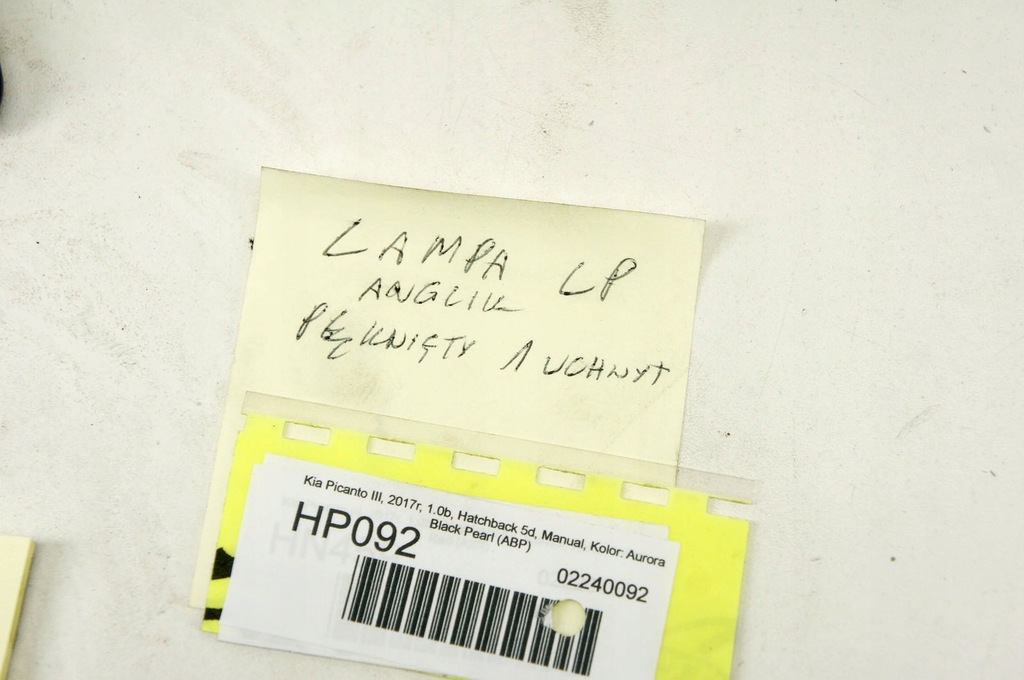 LAMPA LP
ANGLIK
PĘKNIĘTY 1 UCHWYT
Kia Picanto III, 2017r, 1.0b, Hatchback 5d, Manual, Kolor: Aurora
Black Pearl (ABP)
HP092
02240092